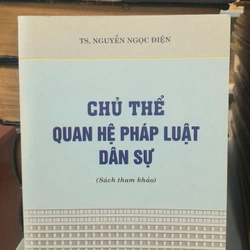 TS. NGUYỄN NGỌC ĐIỆN
CHỦ THỂ
QUAN HỆ PHÁP LUẬT
DÂN SỰ
(Sách tham khảo)